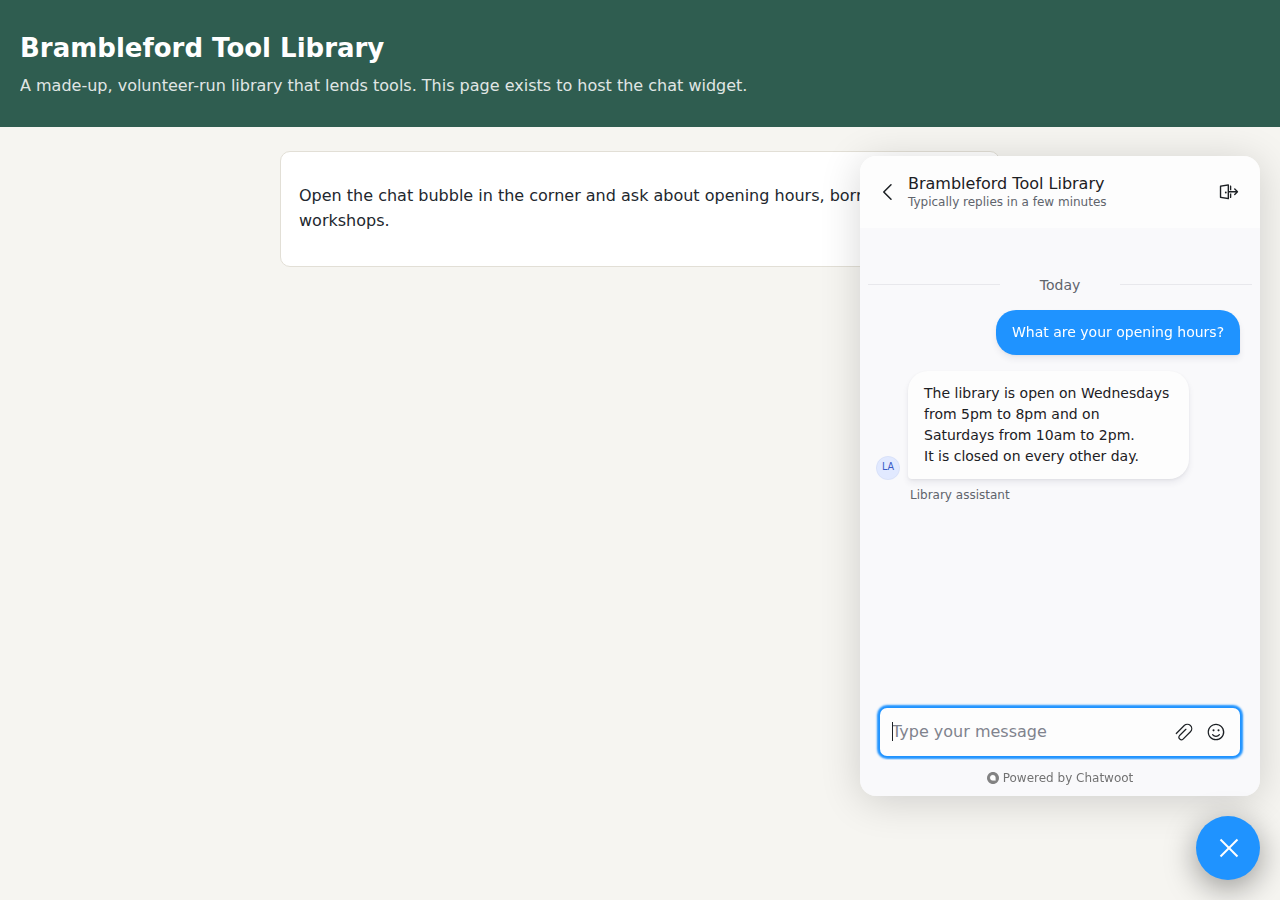 Brambleford Tool Library
A made-up, volunteer-run library that lends tools. This page exists to host the chat widget.
Open the chat bubble in the corner and ask about opening hours,
workshops.
Brambleford Tool Library
Typically replies in a few minutes
Today
What are your opening hours?
The library is open on Wednesdays
from 5pm to 8pm and on
Saturdays from 10am to 2pm.
It is closed on every other day.
LA
Library assistant
Type your message
Powered by Chatwoot